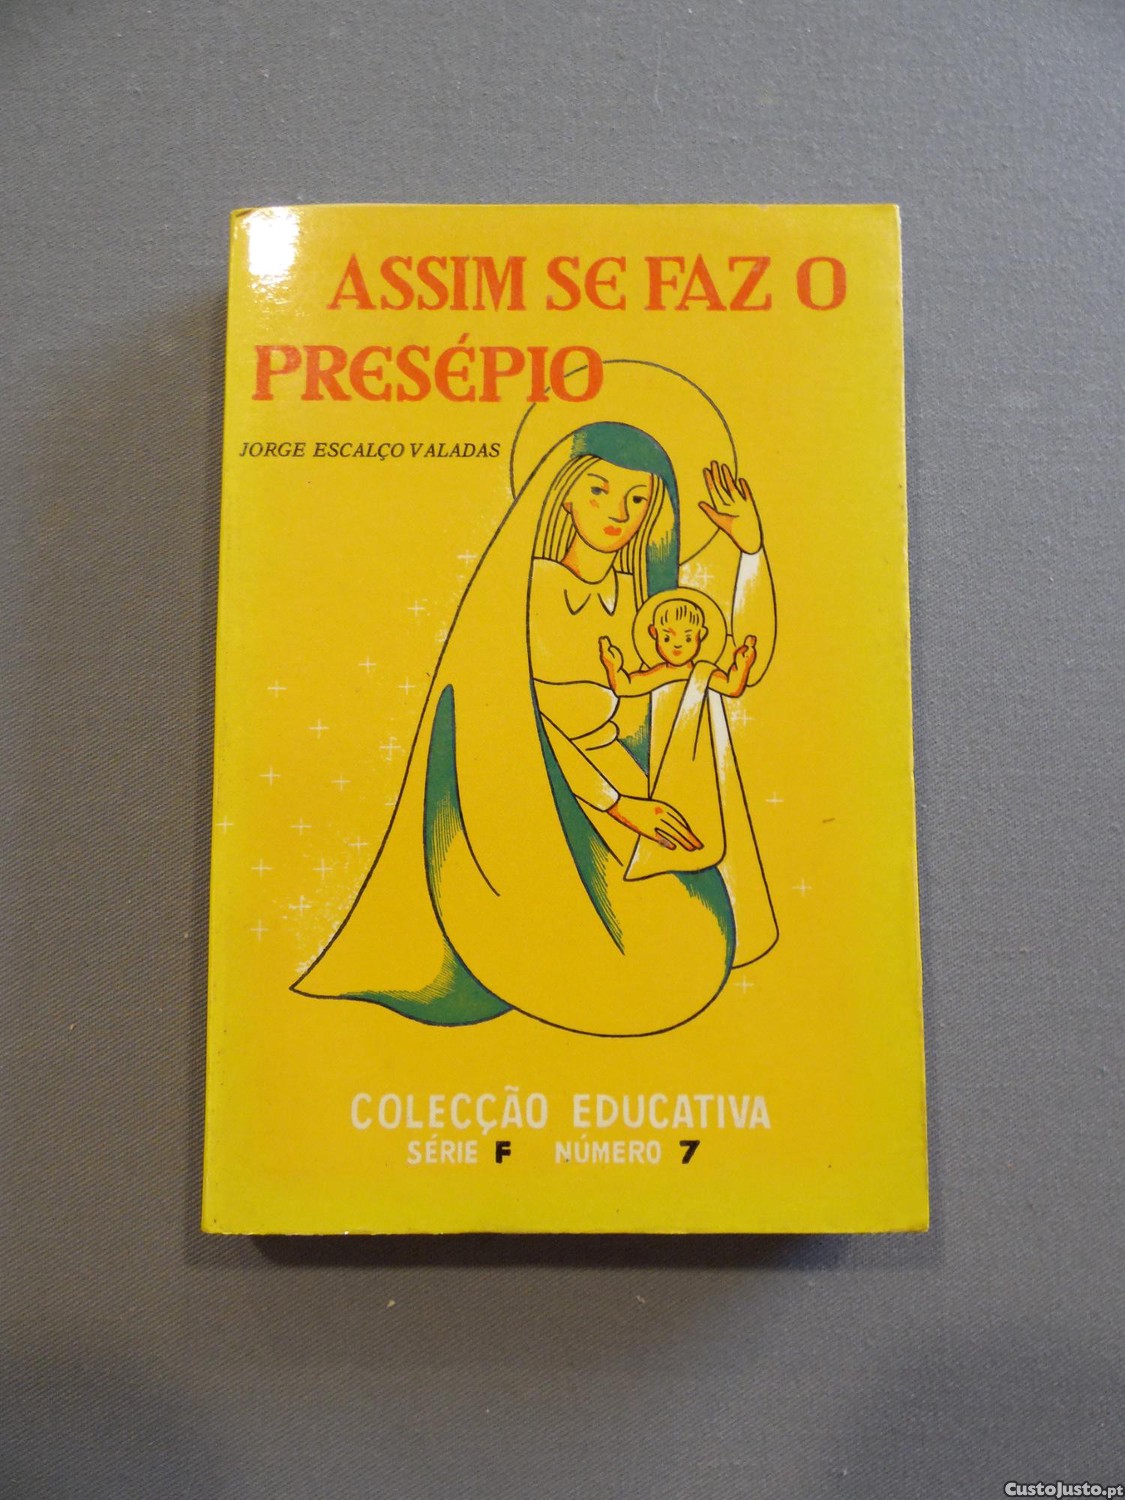 ASSIM SE FAZ O
PRESÉPIO
JORGE ESCALÇO VALADAS
COLECÇÃO EDUCATIVA
SÉRIE F NÚMERO 7
CustoJusto.pt